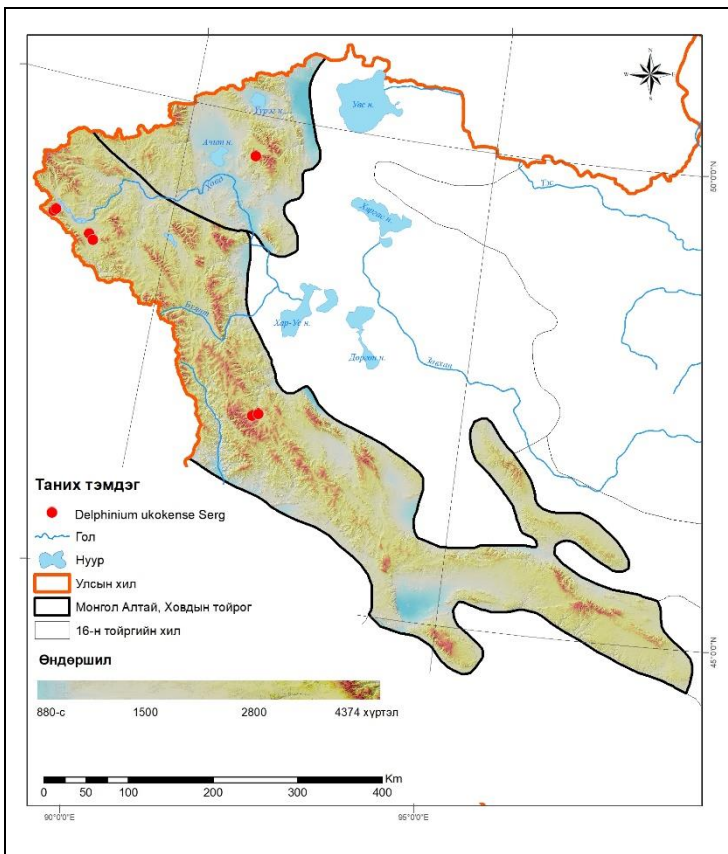 N
W E
S
Увс н.
Үүрэг н.
Ачит н.
Ховд
Тэс
Хяргас н.
Буянт
Хар-Ус н.
Дөргөн н.
Завхан
50°0'0"N
45°0'0"N
Таних тэмдэг
Delphinium ukokense Serg
Гол
Нуур
Улсын хил
Монгол Алтай, Ховдын тойрог
16-н тойргийн хил
Өндөршил
880-с 1500 2800 4374 хүртэл
Km
0 50 100 200 300 400
90°0'0"E 95°0'0"E